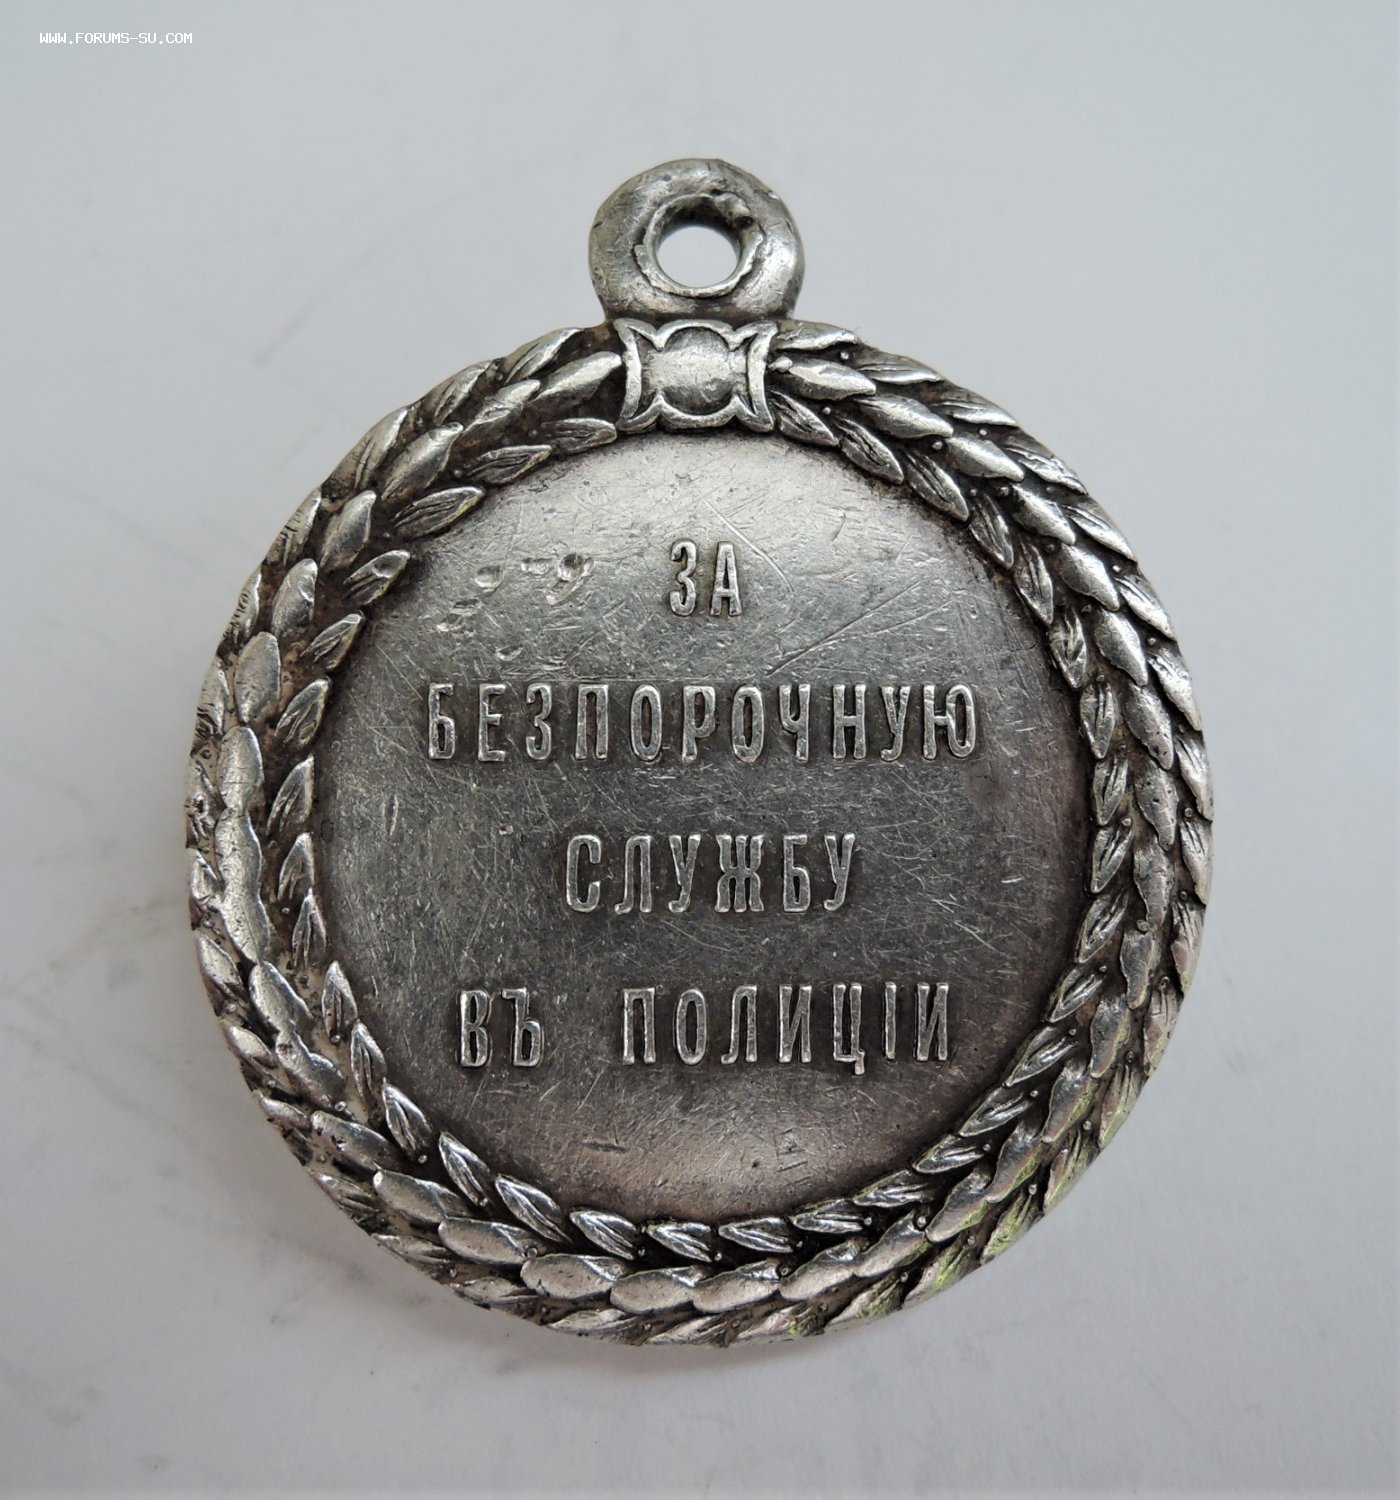 WWW.FORUMS-SU.COM
ЗА
БЕЗПОРОЧНУЮ
СЛУЖБУ
ВЪ ПОЛИЦІИ